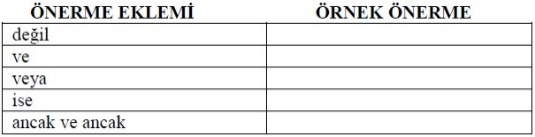 ÖNERME EKLEMİ ÖRNEK ÖNERME
değil
ve
veya
ise
ancak ve ancak